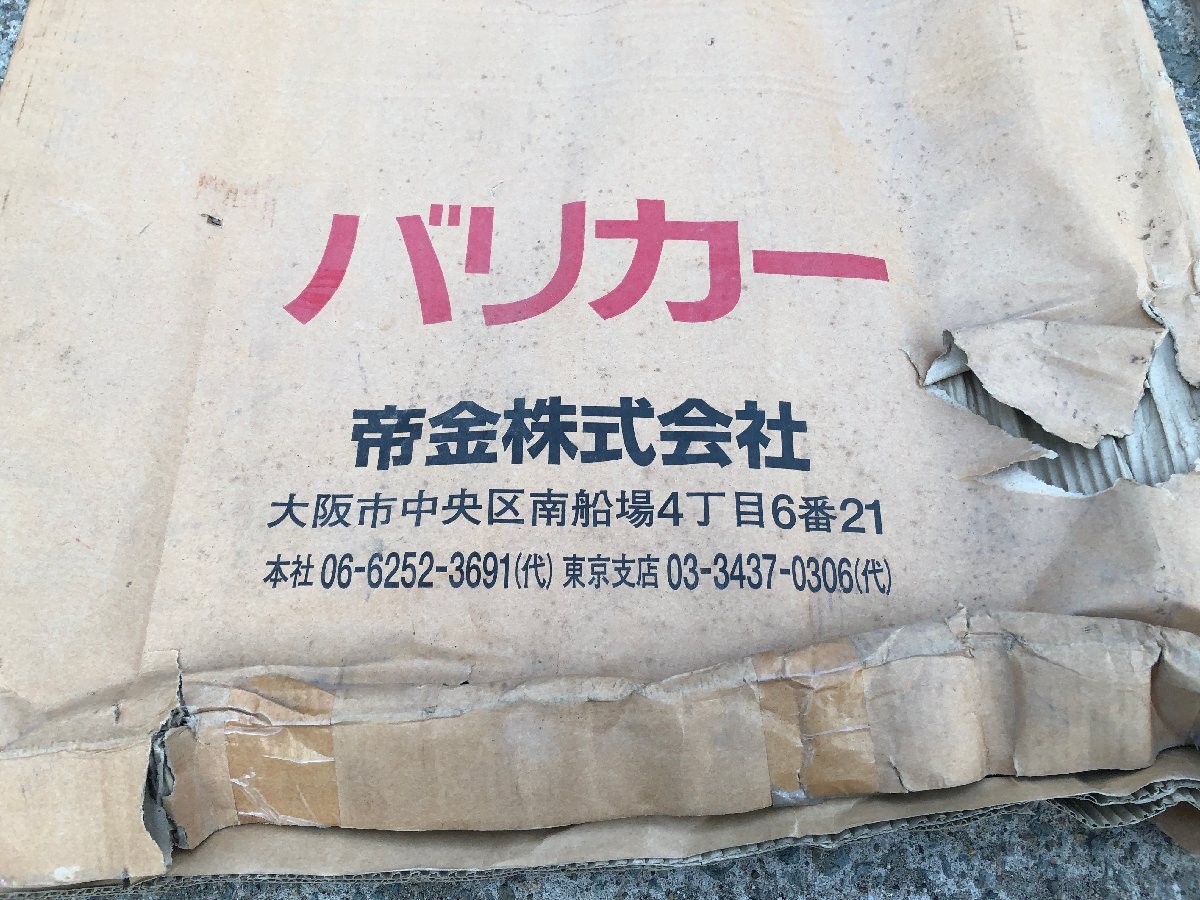 バリカー
帝金株式会社
大阪市中央区南船場4丁目6番21
本社 06-6252-3691(代) 東京支店 03-3437-0306(代)